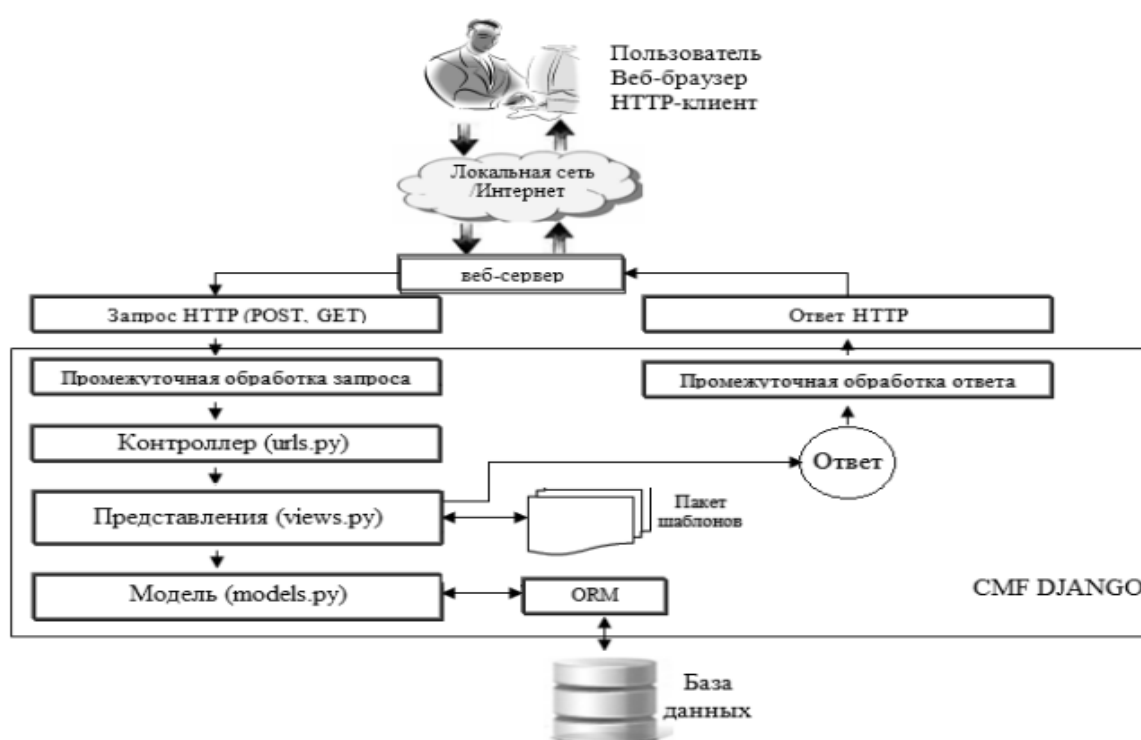 Пользователь
Веб-браузер
HTTP-клиент
Локальная сеть
/Интернет
веб-сервер
Запрос HTTP (POST, GET)
Ответ HTTP
Промежуточная обработка запроса
Промежуточная обработка ответа
Контроллер (urls.py)
Ответ
Представления (views.py)
Пакет
шаблонов
Модель (models.py)
ORM
CMF DJANGO
База
данных